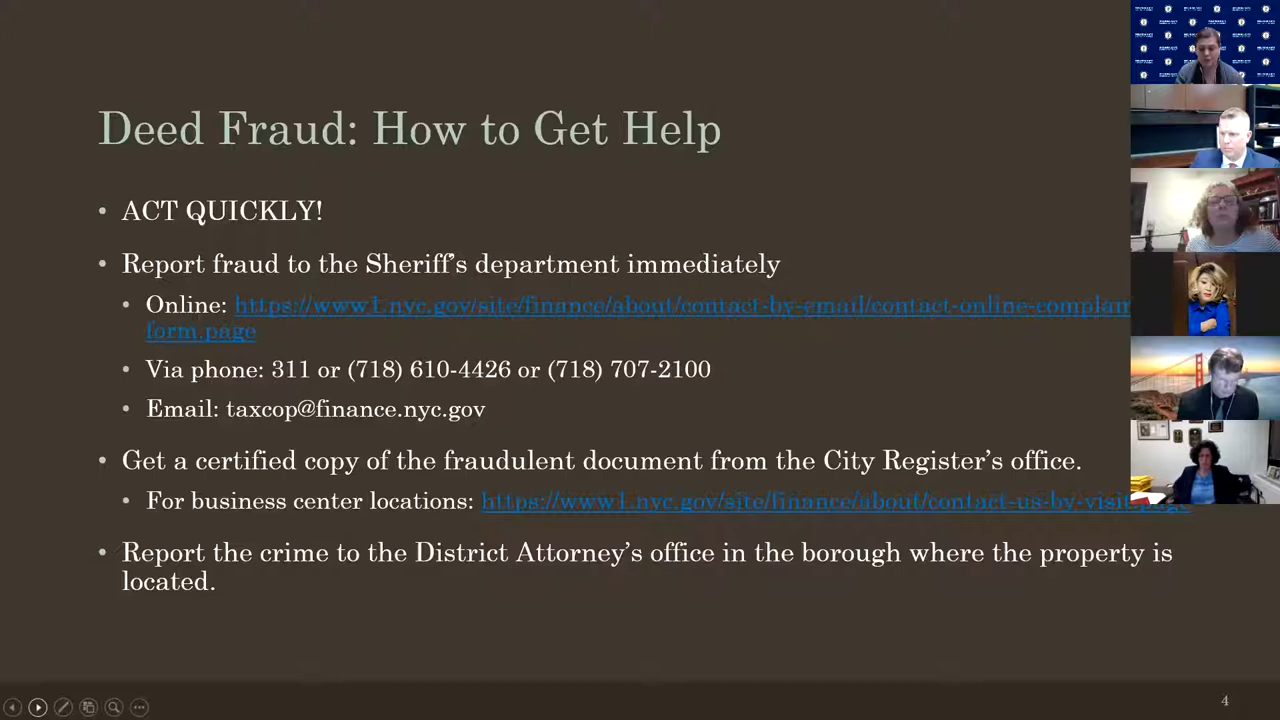 Deed Fraud: How to Get Help
• ACT QUICKLY!
• Report fraud to the Sheriff's department immediately
• Online: https://www1.nyc.gov/site/finance/about/contact-by-email/contact-online-complain
form.page
• Via phone: 311 or (718) 610-4426 or (718) 707-2100
• Email: taxcop@finance.nyc.gov
• Get a certified copy of the fraudulent document from the City Register's office.
• For business center locations: https://www1.nyc.gov/site/finance/about/contact-us-by-visit.page
• Report the crime to the District Attorney's office in the borough where the property is
located.
4